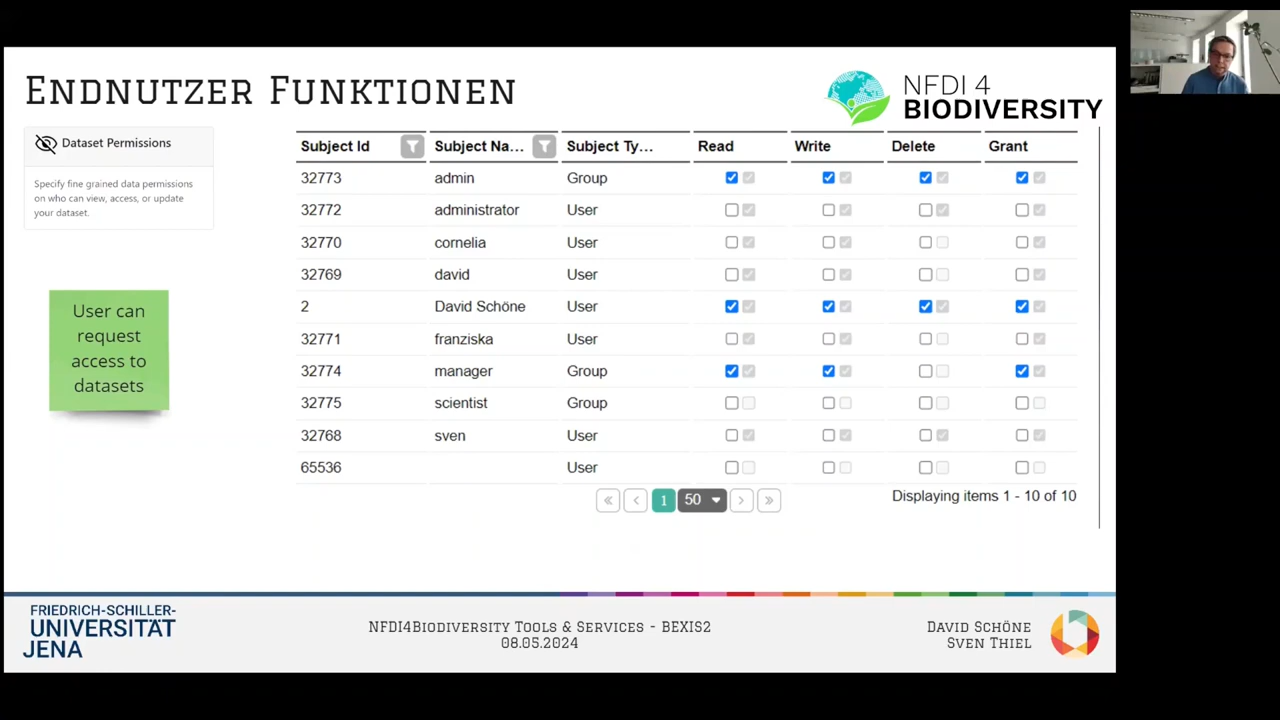 ENDNUTZER FUNKTIONEN
NFDI 4
BIODIVERSITY
Dataset Permissions
Specify fine grained data permissions
on who can view, access, or update
your dataset.
User can
request
access to
datasets
Subject Id Subject Na... Subject Ty... Read Write Delete Grant
32773 admin Group
32772 administrator User
32770 cornelia User
32769 david User
2 David Schöne User
32771 franziska User
32774 manager Group
32775 scientist Group
32768 sven User
65536 User
« ‹ 1 50 › »
Displaying items 1 - 10 of 10
FRIEDRICH-SCHILLER-
UNIVERSITÄT
JENA
NFDI4BIODIVERSITY TOOLS & SERVICES - BEXIS2
08.05.2024
DAVID SCHÖNE
SVEN THIEL